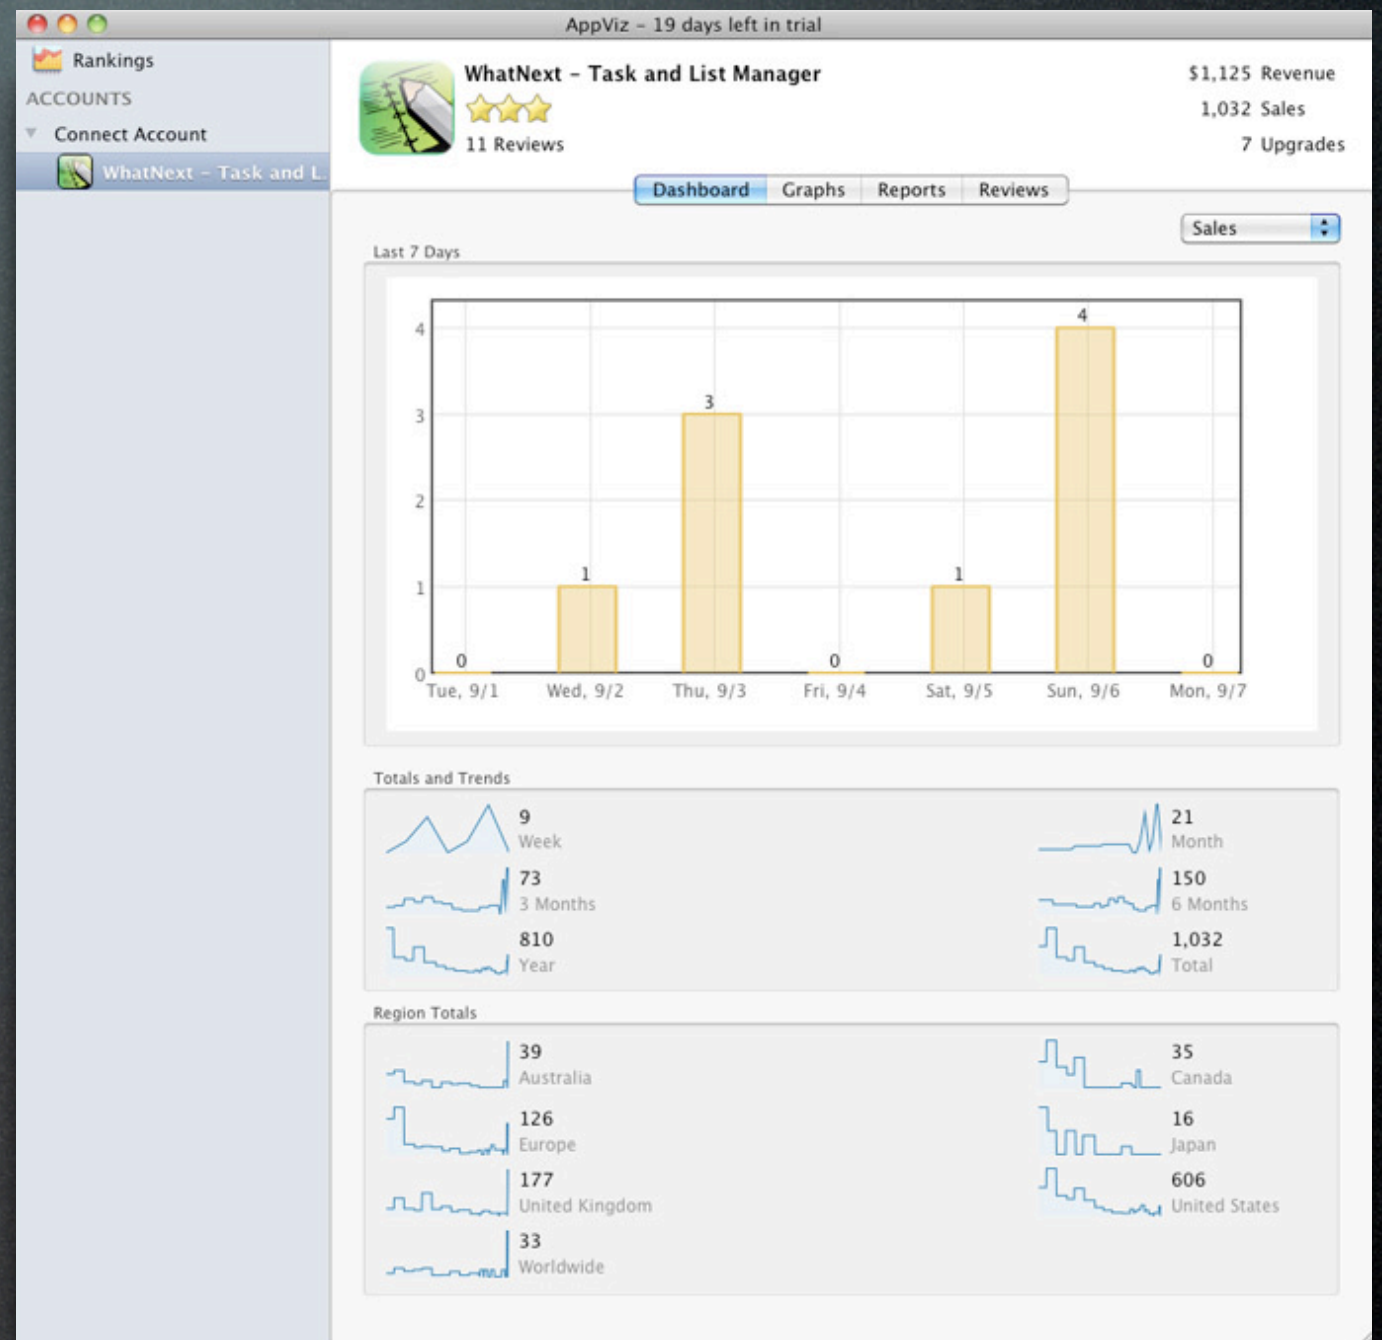 AppViz – 19 days left in trial
Rankings
ACCOUNTS
Connect Account
WhatNext – Task and L...
WhatNext – Task and List Manager
11 Reviews
$1,125 Revenue
1,032 Sales
7 Upgrades
Dashboard Graphs Reports Reviews
Sales
Last 7 Days
4
3
2
1
0
0
1
3
0
1
4
0
Tue, 9/1 Wed, 9/2 Thu, 9/3 Fri, 9/4 Sat, 9/5 Sun, 9/6 Mon, 9/7
Totals and Trends
9
Week
21
Month
73
3 Months
150
6 Months
810
Year
1,032
Total
Region Totals
39
Australia
35
Canada
126
Europe
16
Japan
177
United Kingdom
606
United States
33
Worldwide